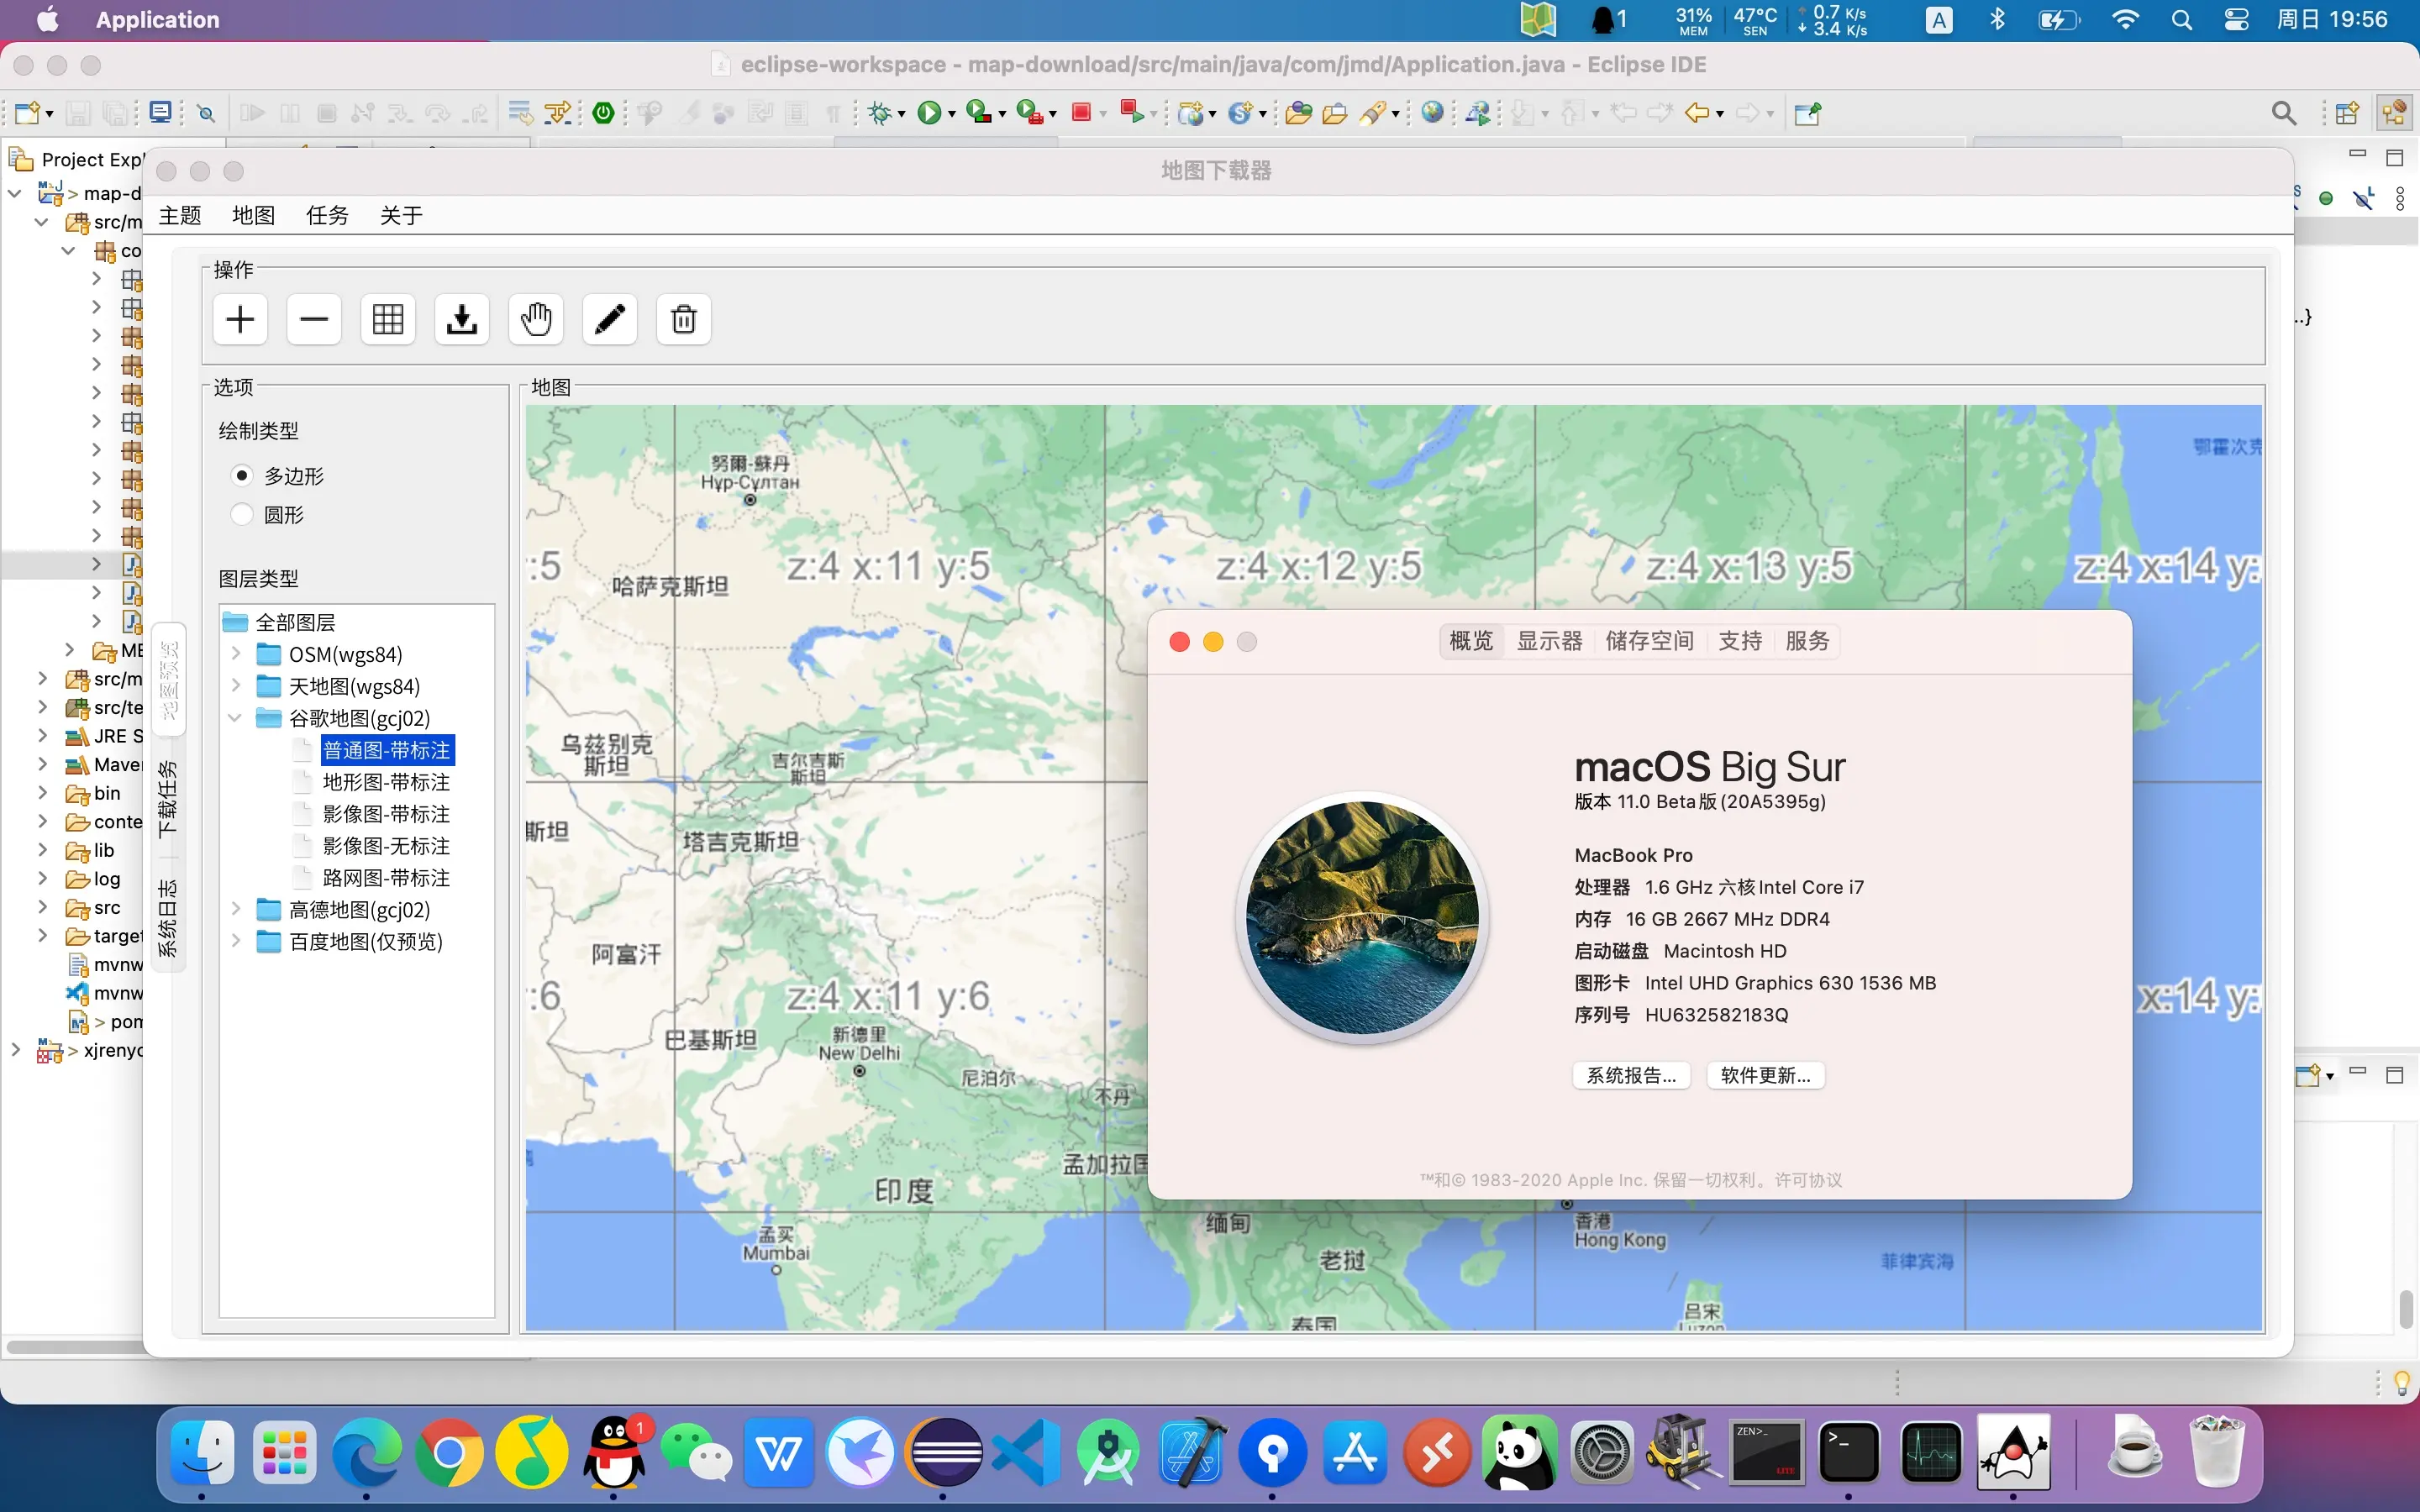 Application
1
31%
MEM
47°C
SEN
0.7 K/s
3.4 K/s
A
周日 19:56
eclipse-workspace - map-download/src/main/java/com/jmd/Application.java - Eclipse IDE
Project Expl
> map-d
src/m
co
ME
src/m
src/te
JRE S
Maven
bin
conte
lib
log
src
target
mvnw
mvnw
> pom
> xjrenyc
..}
地图下载器
主题 地图 任务 关于
操作
地图预览
下载任务
系统日志
选项
绘制类型
多边形
圆形
图层类型
全部图层
OSM(wgs84)
天地图(wgs84)
谷歌地图(gcj02)
普通图-带标注
地形图-带标注
影像图-带标注
影像图-无标注
路网图-带标注
高德地图(gcj02)
百度地图(仅预览)
地图
努爾-蘇丹
Нұр-Сұлтан
鄂霍次克
:5
z:4 x:11 y:5
z:4 x:12 y:5
z:4 x:13 y:5
z:4 x:14 y:
哈萨克斯坦
乌兹别克
斯坦
吉尔吉斯
斯坦
斯坦
塔吉克斯坦
阿富汗
:6
z:4 x:11 y:6
x:14 y:
巴基斯坦
新德里
New Delhi
尼泊尔
不丹
孟加拉国
印度
孟买
Mumbai
缅甸
老挝
香港
Hong Kong
菲律宾海
吕宋
Luzon
泰国
概览 显示器 储存空间 支持 服务
macOS Big Sur
版本 11.0 Beta版 (20A5395g)
MacBook Pro
处理器 1.6 GHz 六核Intel Core i7
内存 16 GB 2667 MHz DDR4
启动磁盘 Macintosh HD
图形卡 Intel UHD Graphics 630 1536 MB
序列号 HU632582183Q
系统报告...
软件更新...
™和© 1983-2020 Apple Inc. 保留一切权利。许可协议
1
ZEN>_
LITE
>_